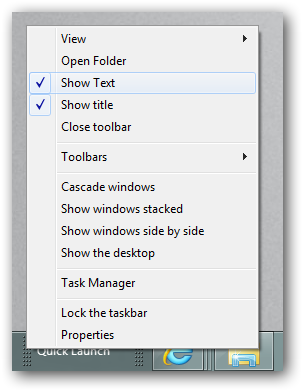 View
Open Folder
Show Text
Show title
Close toolbar
Toolbars
Cascade windows
Show windows stacked
Show windows side by side
Show the desktop
Task Manager
Lock the taskbar
Properties
Quick Launch